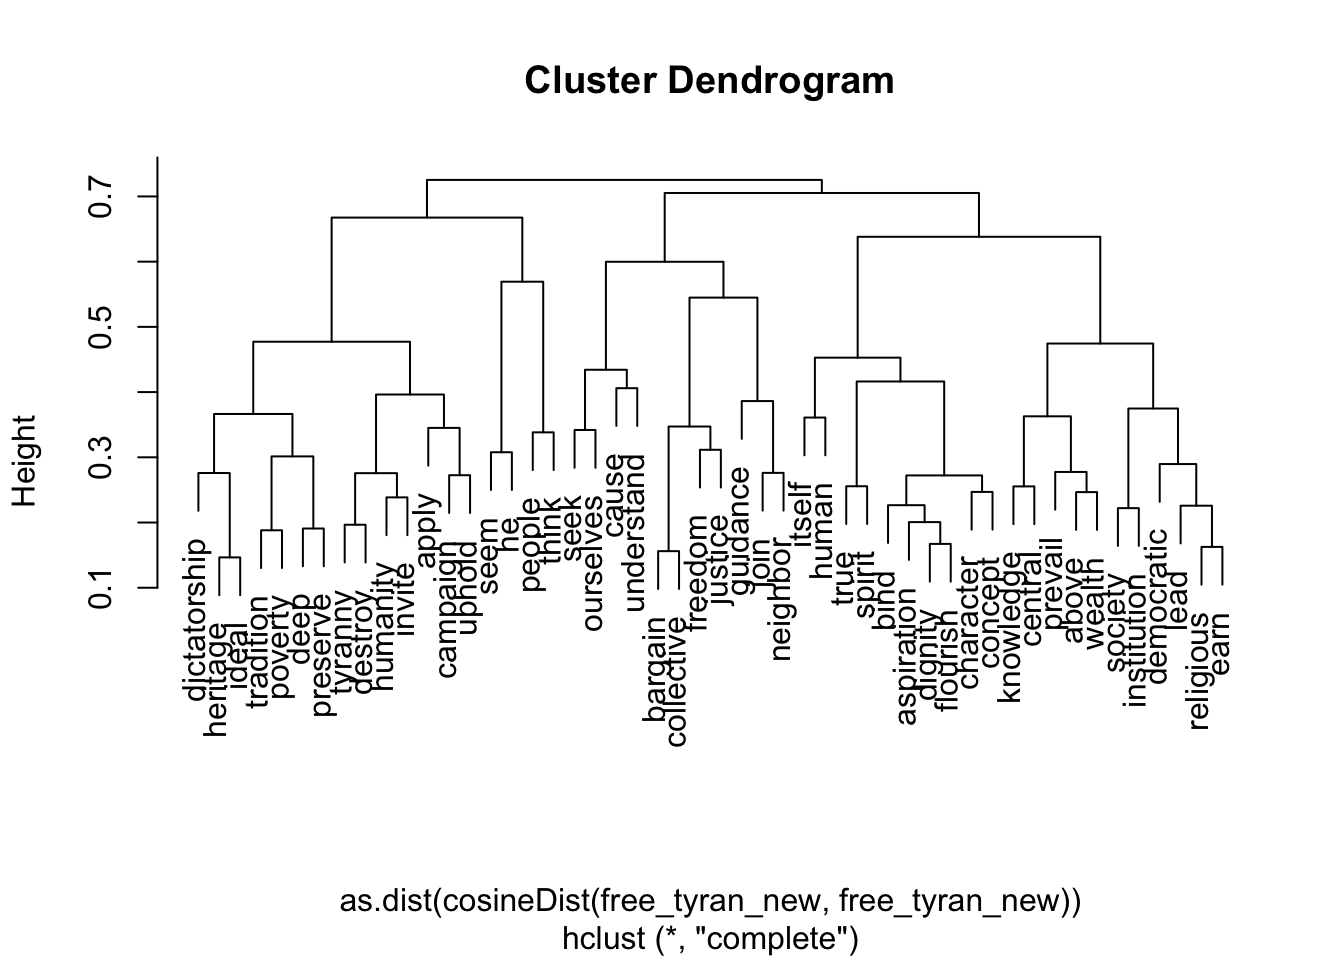 Cluster Dendrogram
Height
0.7
0.5
0.3
0.1
dictatorship
heritage
ideal
tradition
poverty
deep
preserve
tyranny
destroy
humanity
invite
apply
campaign
uphold
seem
he
people
think
seek
ourselves
cause
understand
bargain
collective
freedom
justice
guidance
join
neighbor
itself
human
true
spirit
bind
aspiration
dignity
flourish
character
concept
knowledge
central
prevail
above
wealth
society
institution
democratic
lead
religious
earn
as.dist(cosineDist(free_tyran_new, free_tyran_new))
hclust (*, "complete")